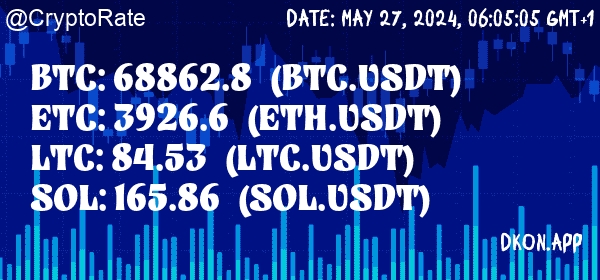 @CryptoRate
DATE: MAY 27, 2024, 06:05:05 GMT+1
BTC: 68862.8 (BTC.USDT)
ETC: 3926.6 (ETH.USDT)
LTC: 84.53 (LTC.USDT)
SOL: 165.86 (SOL.USDT)
DKON.APP